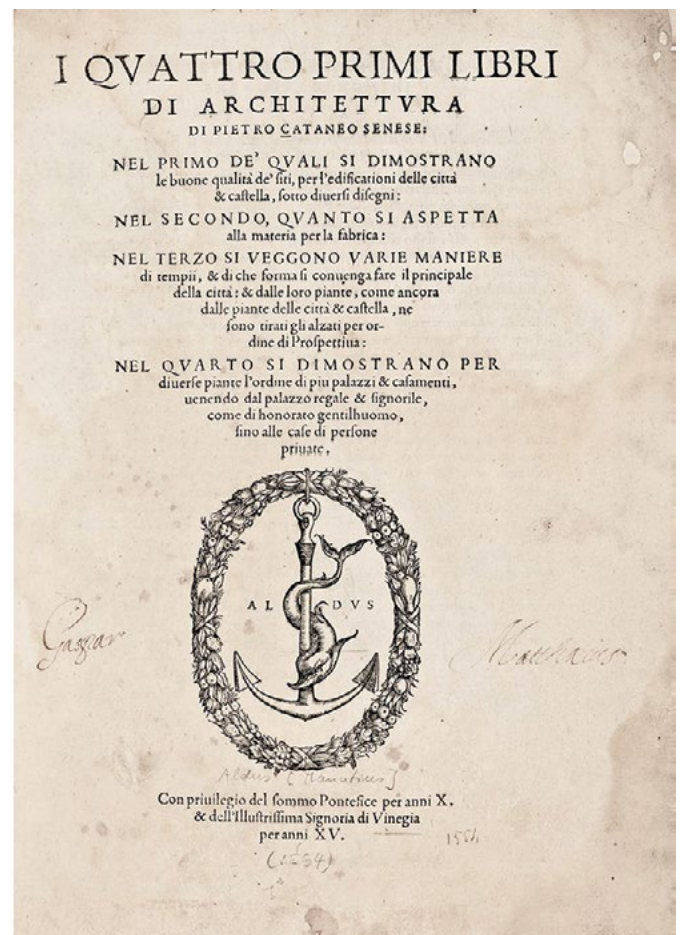 I QVATTRO PRIMI LIBRI
DI ARCHITETTVRA
DI PIETRO CATANEO SENESE:
NEL PRIMO DE' QVALI SI DIMOSTRANO
le buone qualità de' ſiti, per l'edificationi delle città
& caſtella, ſotto diuerſi diſegni:
NEL SECONDO, QVANTO SI ASPETTA
alla materia per la fabrica:
NEL TERZO SI VEGGONO VARIE MANIERE
di tempii, & di che forma ſi conuenga fare il principale
della città: & dalle loro piante, come ancora
dalle piante delle città & caſtella, ne
ſono tirati gli alzati per or-
dine di Proſpettiua:
NEL QVARTO SI DIMOSTRANO PER
diuerſe piante l'ordine di piu palazzi & caſamenti,
uenendo dal palazzo regale & ſignorile,
come di honorato gentilhuomo,
ſino alle caſe di perſone
priuate.
AL DVS
Gaspar
Aldus [Manutius]
Con priuilegio del ſommo Ponteſice per anni X.
& dell'Illuſtriſſima Signoria di Vinegia
per anni XV.
1554
(1554)